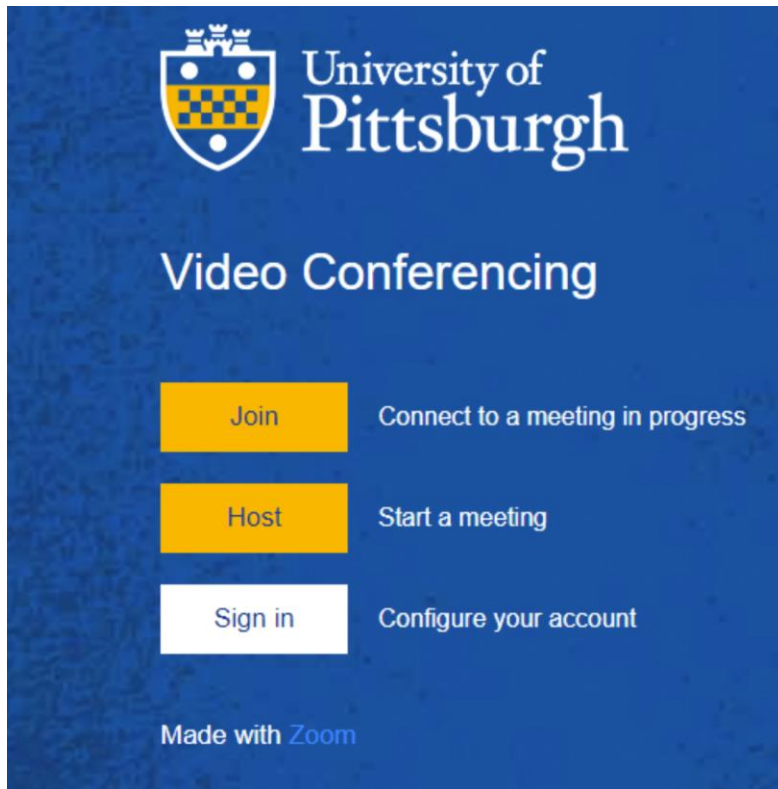 University of
Pittsburgh
Video Conferencing
Join Connect to a meeting in progress
Host Start a meeting
Sign in Configure your account
Made with Zoom